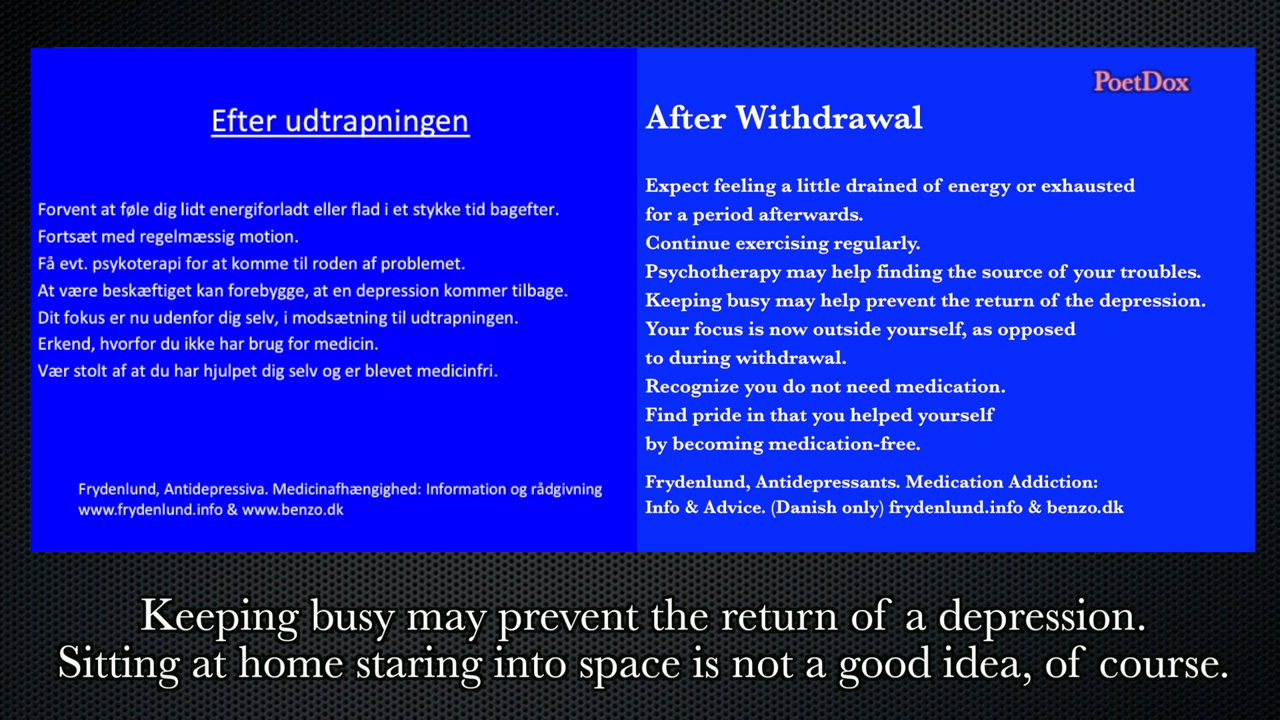 Efter udtrapningen
Forvent at føle dig lidt energiforladt eller flad i et stykke tid bagefter.
Fortsæt med regelmæssig motion.
Få evt. psykoterapi for at komme til roden af problemet.
At være beskæftiget kan forebygge, at en depression kommer tilbage.
Dit fokus er nu udenfor dig selv, i modsætning til udtrapningen.
Erkend, hvorfor du ikke har brug for medicin.
Vær stolt af at du har hjulpet dig selv og er blevet medicinfri.
Frydenlund, Antidepressiva. Medicinafhængighed: Information og rådgivning
www.frydenlund.info & www.benzo.dk
PoetDox
After Withdrawal
Expect feeling a little drained of energy or exhausted
for a period afterwards.
Continue exercising regularly.
Psychotherapy may help finding the source of your troubles.
Keeping busy may help prevent the return of the depression.
Your focus is now outside yourself, as opposed
to during withdrawal.
Recognize you do not need medication.
Find pride in that you helped yourself
by becoming medication-free.
Frydenlund, Antidepressants. Medication Addiction:
Info & Advice. (Danish only) frydenlund.info & benzo.dk
Keeping busy may prevent the return of a depression.
Sitting at home staring into space is not a good idea, of course.